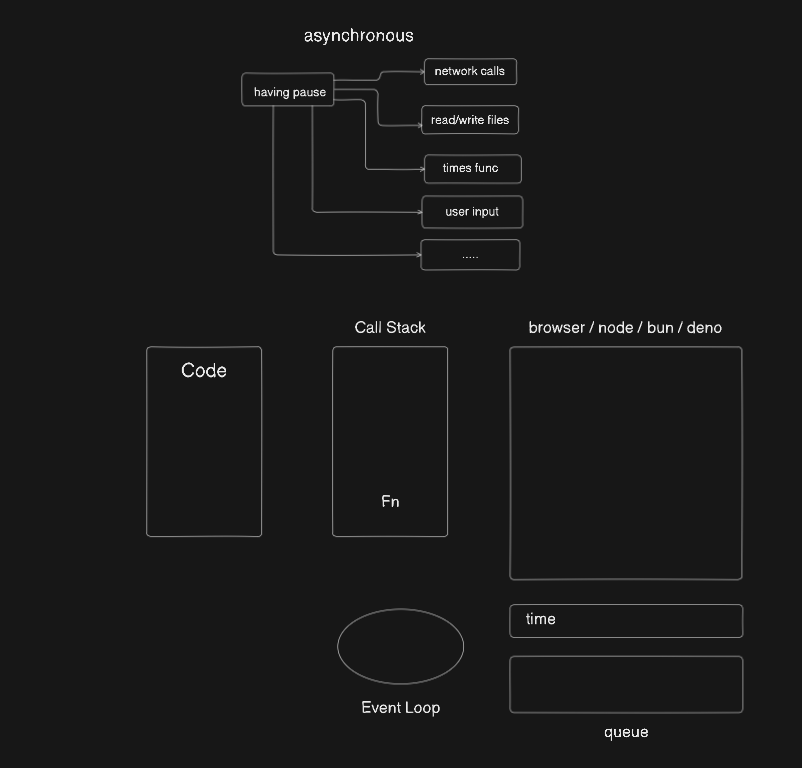 asynchronous
having pause
network calls
read/write files
times func
user input
.....
Call Stack
browser / node / bun / deno
Code
Fn
time
Event Loop
queue